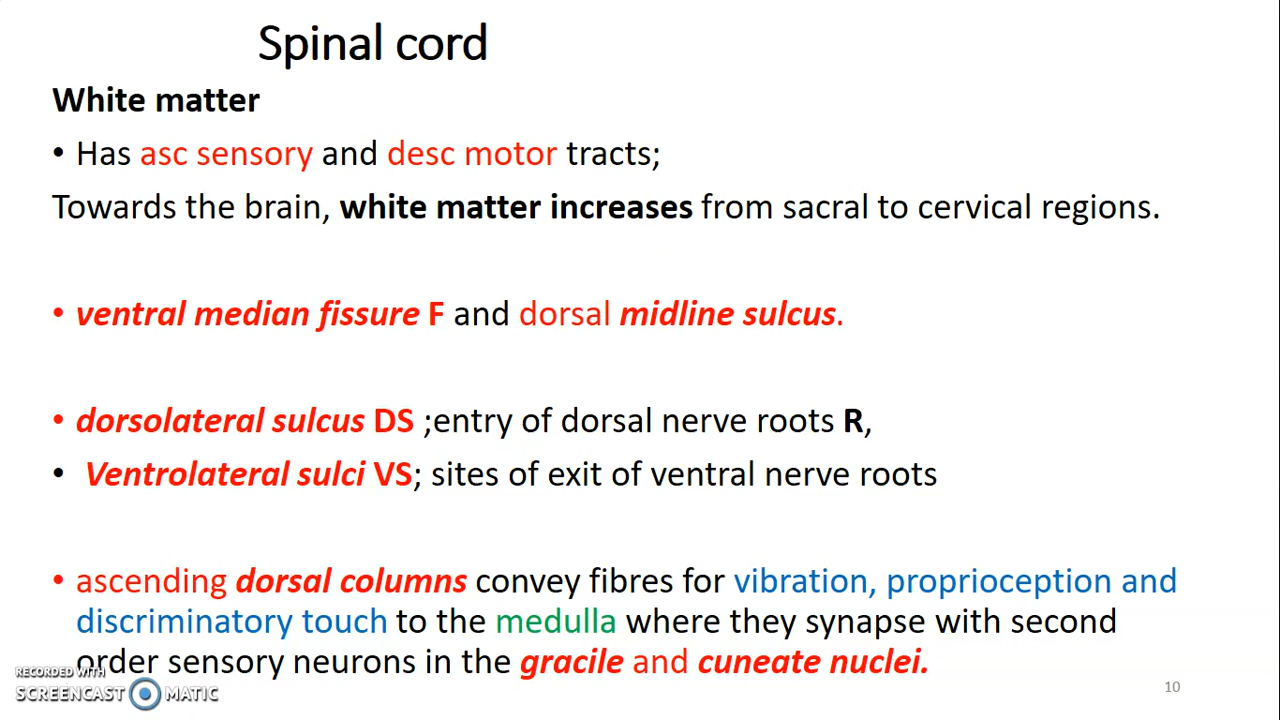 Spinal cord
White matter
• Has asc sensory and desc motor tracts;
Towards the brain, white matter increases from sacral to cervical regions.
• ventral median fissure F and dorsal midline sulcus.
• dorsolateral sulcus DS ;entry of dorsal nerve roots R,
• Ventrolateral sulci VS; sites of exit of ventral nerve roots
• ascending dorsal columns convey fibres for vibration, proprioception and
discriminatory touch to the medulla where they synapse with second
order sensory neurons in the gracile and cuneate nuclei.
RECORDED WITH
SCREENCAST MATIC
10